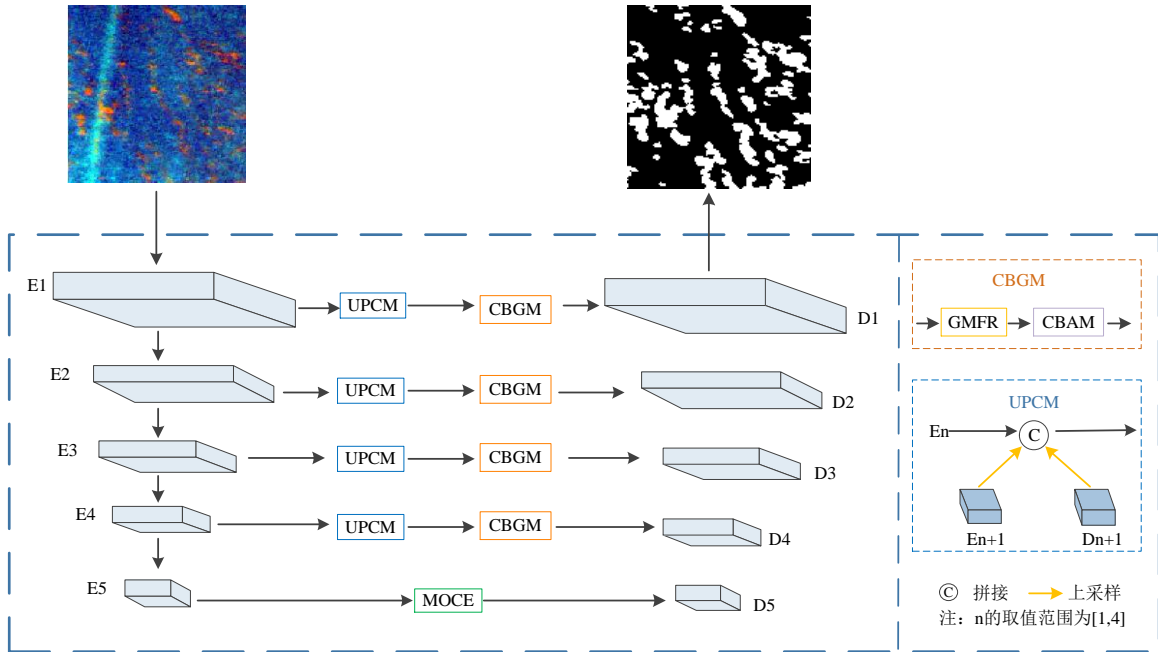 E1
UPCM
CBGM
D1
E2
UPCM
CBGM
D2
E3
UPCM
CBGM
D3
E4
UPCM
CBGM
D4
E5
MOCE
D5
CBGM
GMFR
CBAM
UPCM
En
C
En+1
Dn+1
C 拼接
上采样
注：n的取值范围为[1,4]